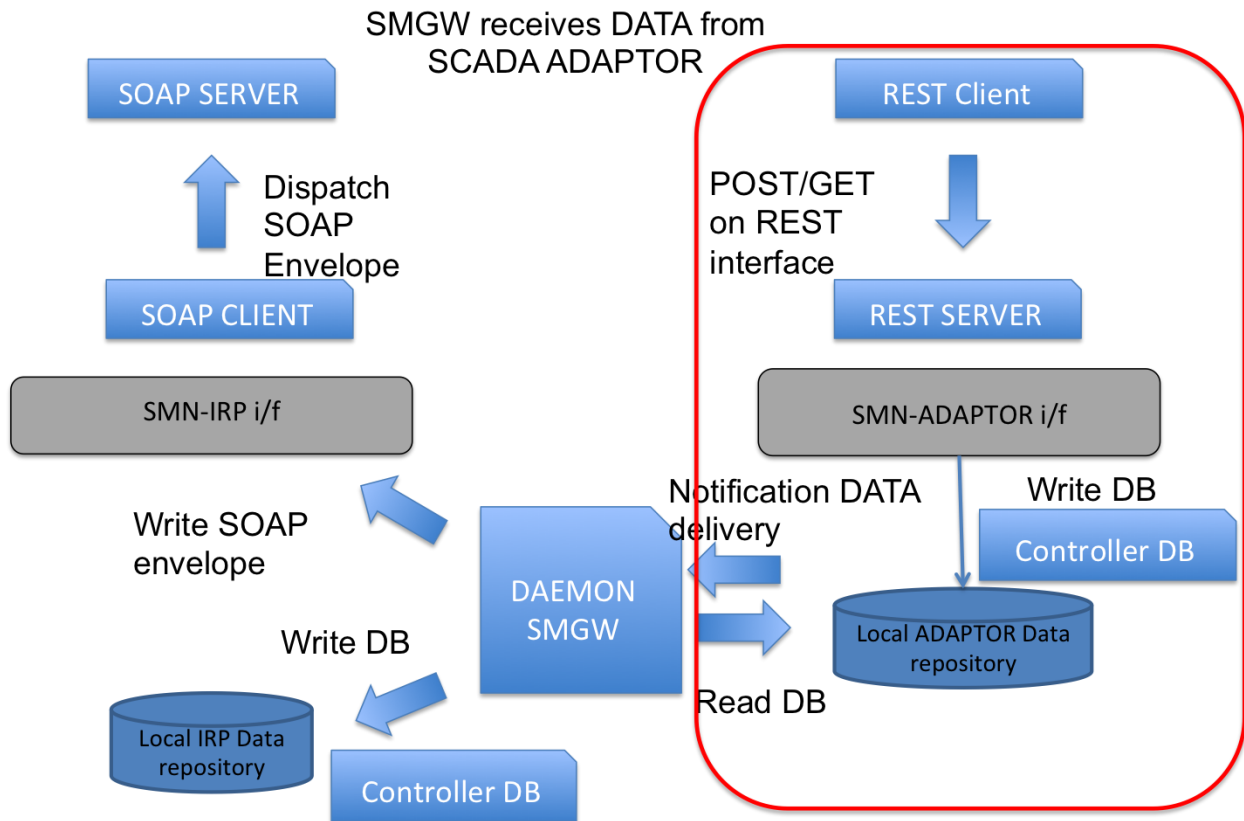 SMGW receives DATA from
SCADA ADAPTOR
SOAP SERVER
REST Client
Dispatch
SOAP
Envelope
POST/GET
on REST
interface
SOAP CLIENT
REST SERVER
SMN-IRP i/f
SMN-ADAPTOR i/f
Write SOAP
envelope
Notification DATA
delivery
Write DB
Controller DB
DAEMON
SMGW
Local ADAPTOR Data
repository
Write DB
Read DB
Local IRP Data
repository
Controller DB